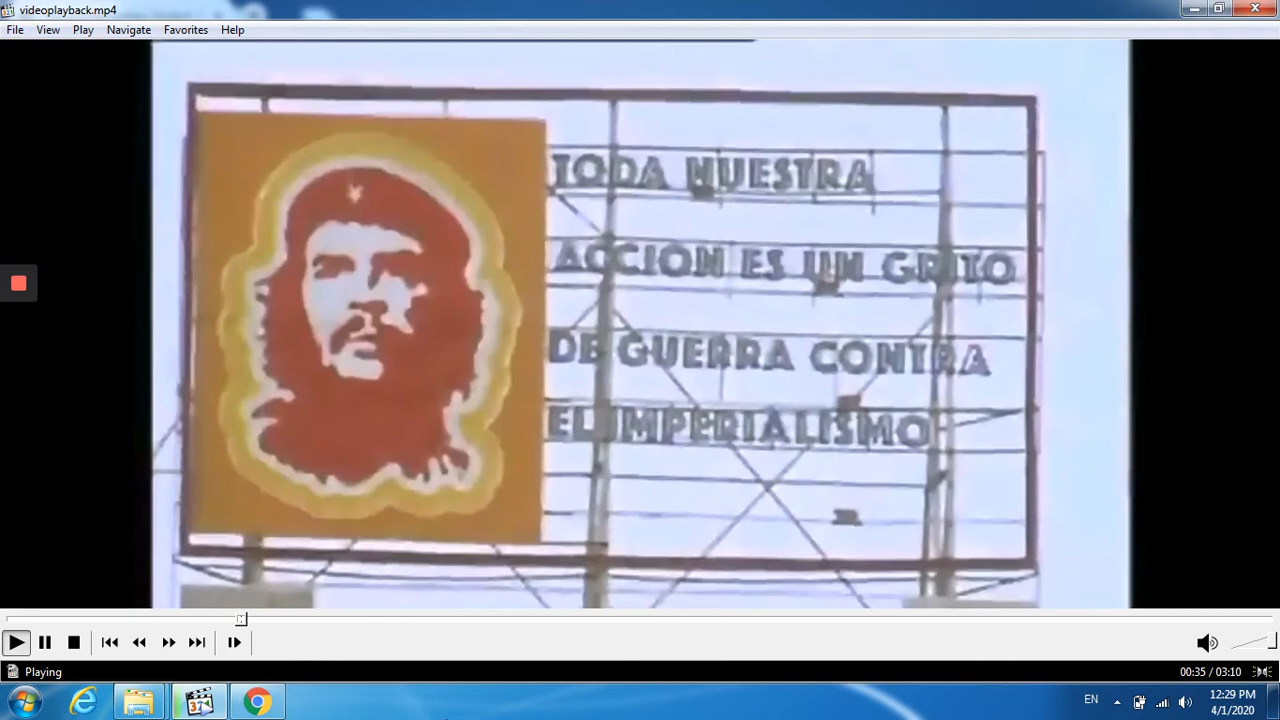 videoplayback.mp4
File View Play Navigate Favorites Help
TODA NUESTRA
ACCION ES UN GRITO
DE GUERRA CONTRA
EL IMPERIALISMO
Playing
00:35 / 03:10
EN
12:29 PM
4/1/2020